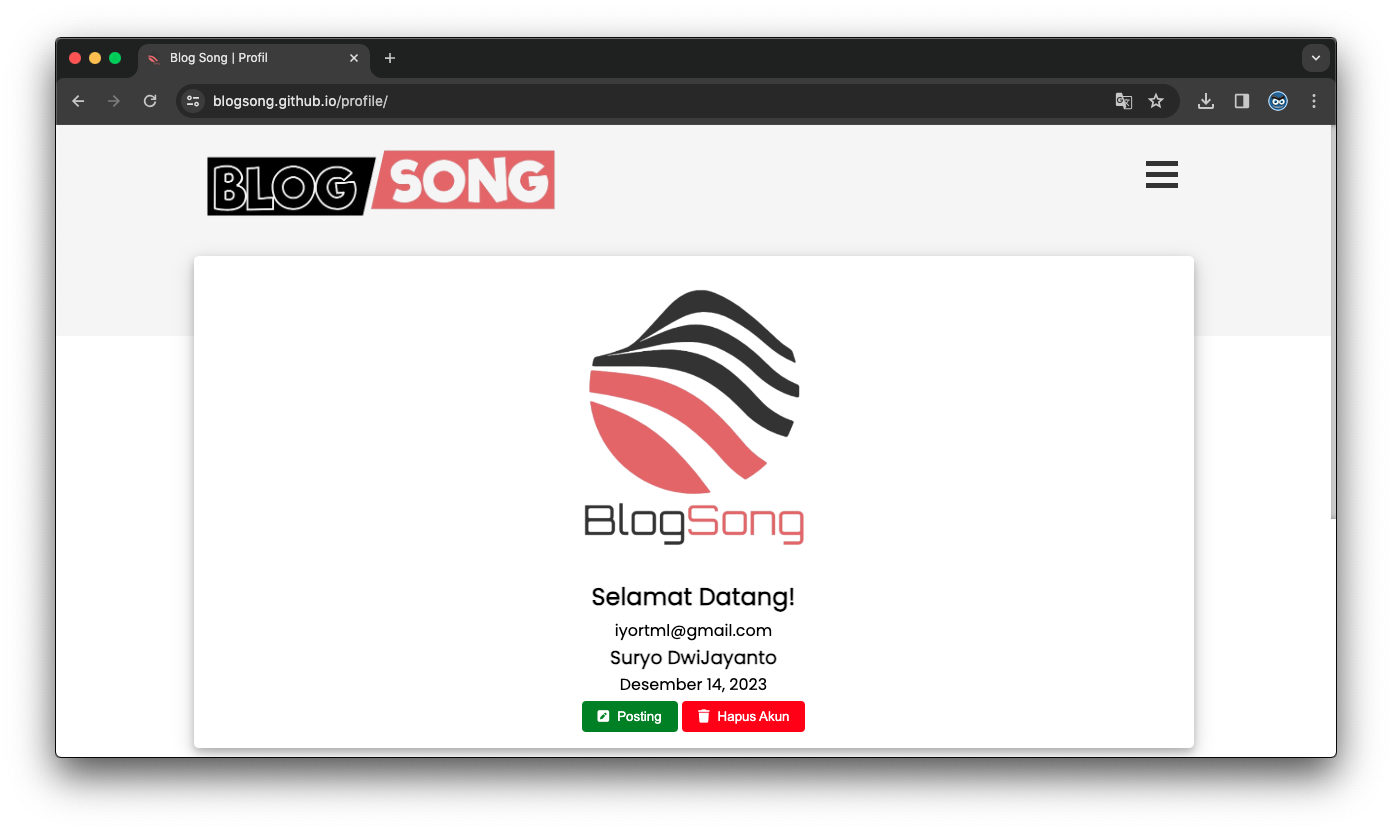 Blog Song | Profil
blogsong.github.io/profile/
BLOG SONG
BlogSong
Selamat Datang!
iyortml@gmail.com
Suryo DwiJayanto
Desember 14, 2023
Posting Hapus Akun